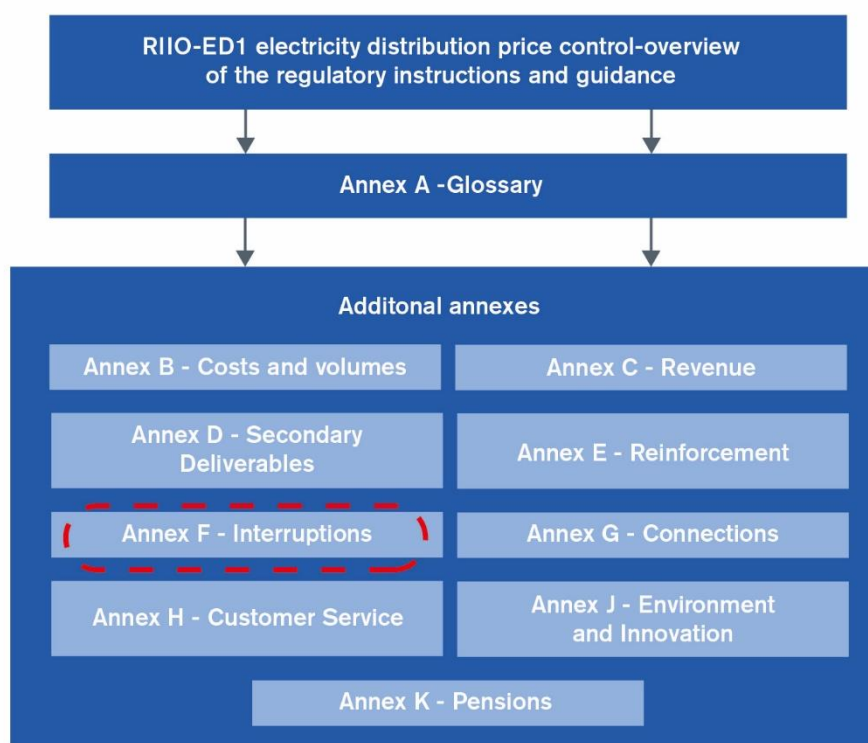 RIIO-ED1 electricity distribution price control-overview
of the regulatory instructions and guidance
Annex A -Glossary
Additonal annexes
Annex B - Costs and volumes
Annex C - Revenue
Annex D - Secondary
Deliverables
Annex E - Reinforcement
Annex F - Interruptions
Annex G - Connections
Annex H - Customer Service
Annex J - Environment
and Innovation
Annex K - Pensions